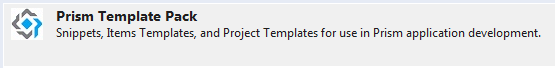 Prism Template Pack
Snippets, Items Templates, and Project Templates for use in Prism application development.